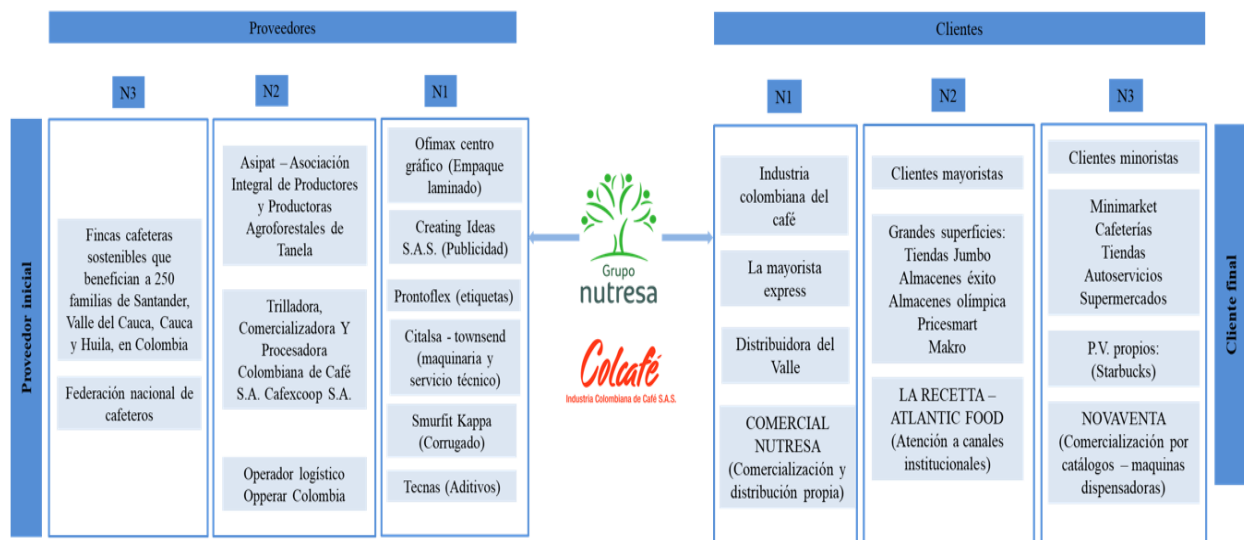 Proveedores
Clientes
N3
N2
N1
N1
N2
N3
Proveedor inicial
Fincas cafeteras
sostenibles que
benefician a 250
familias de Santander,
Valle del Cauca, Cauca
y Huila, en Colombia
Federación nacional de
cafeteros
Asipat – Asociación
Integral de Productores
y Productoras
Agroforestales de
Tanela
Trilladora,
Comercializadora Y
Procesadora
Colombiana de Café
S.A. Cafexcoop S.A.
Operador logístico
Opperar Colombia
Ofimax centro
gráfico (Empaque
laminado)
Creating Ideas
S.A.S. (Publicidad)
Prontoflex (etiquetas)
Citalsa - townsend
(maquinaria y
servicio técnico)
Smurfit Kappa
(Corrugado)
Tecnas (Aditivos)
Grupo
nutresa
Colcafé
Industria Colombiana de Café S.A.S.
Industria
colombiana del
café
La mayorista
express
Distribuidora del
Valle
COMERCIAL
NUTRESA
(Comercialización y
distribución propia)
Clientes mayoristas
Grandes superficies:
Tiendas Jumbo
Almacenes éxito
Almacenes olímpica
Pricesmart
Makro
LA RECETTA –
ATLANTIC FOOD
(Atención a canales
institucionales)
Clientes minoristas
Minimarket
Cafeterías
Tiendas
Autoservicios
Supermercados
P.V. propios:
(Starbucks)
NOVAVENTA
(Comercialización por
catálogos – maquinas
dispensadoras)
Cliente final